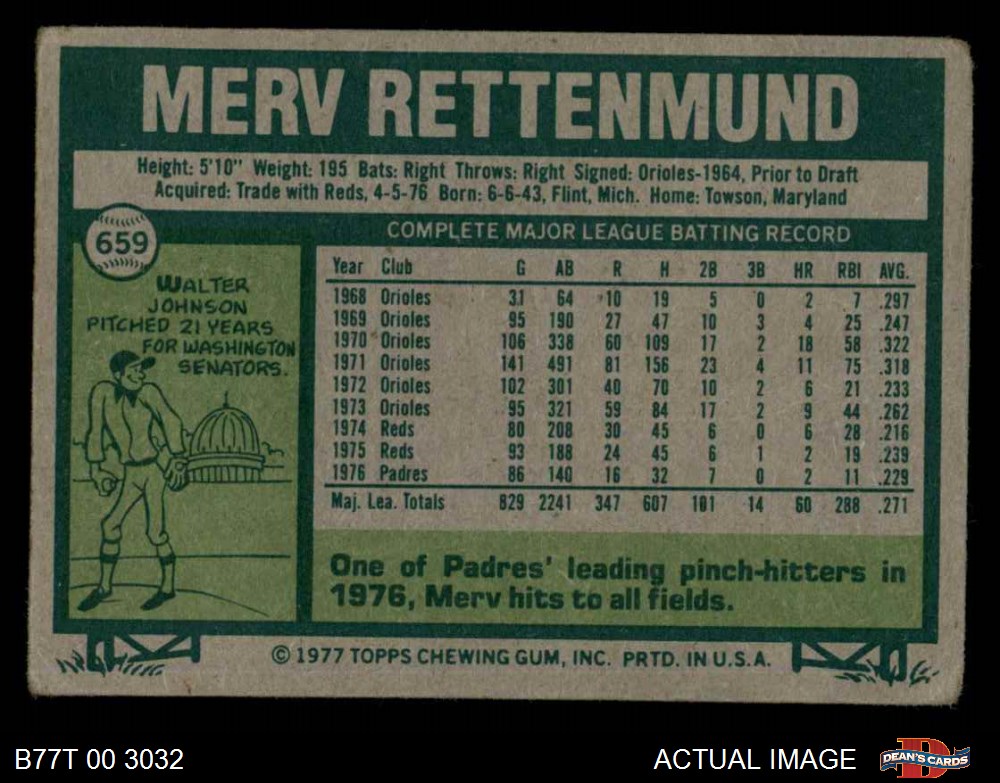 MERV RETTENMUND
Height: 5'10" Weight: 195 Bats: Right Throws: Right Signed: Orioles-1964, Prior to Draft
Acquired: Trade with Reds, 4-5-76 Born: 6-6-43, Flint, Mich. Home: Towson, Maryland
659
WALTER
JOHNSON
PITCHED 21 YEARS
FOR WASHINGTON
SENATORS.
COMPLETE MAJOR LEAGUE BATTING RECORD
Year Club G AB R H 2B 3B HR RBI AVG.
1968 Orioles 31 64 10 19 5 0 2 7 .297
1969 Orioles 95 190 27 47 10 3 4 25 .247
1970 Orioles 106 338 60 109 17 2 18 58 .322
1971 Orioles 141 491 81 156 23 4 11 75 .318
1972 Orioles 102 301 40 70 10 2 6 21 .233
1973 Orioles 95 321 59 84 17 2 9 44 .262
1974 Reds 80 208 30 45 6 0 6 28 .216
1975 Reds 93 188 24 45 6 1 2 19 .239
1976 Padres 86 140 16 32 7 0 2 11 .229
Maj. Lea. Totals 829 2241 347 607 101 14 60 288 .271
One of Padres' leading pinch-hitters in
1976, Merv hits to all fields.
© 1977 TOPPS CHEWING GUM, INC. PRTD. IN U.S.A.
B77T 00 3032
ACTUAL IMAGE
D
DEAN'S CARDS